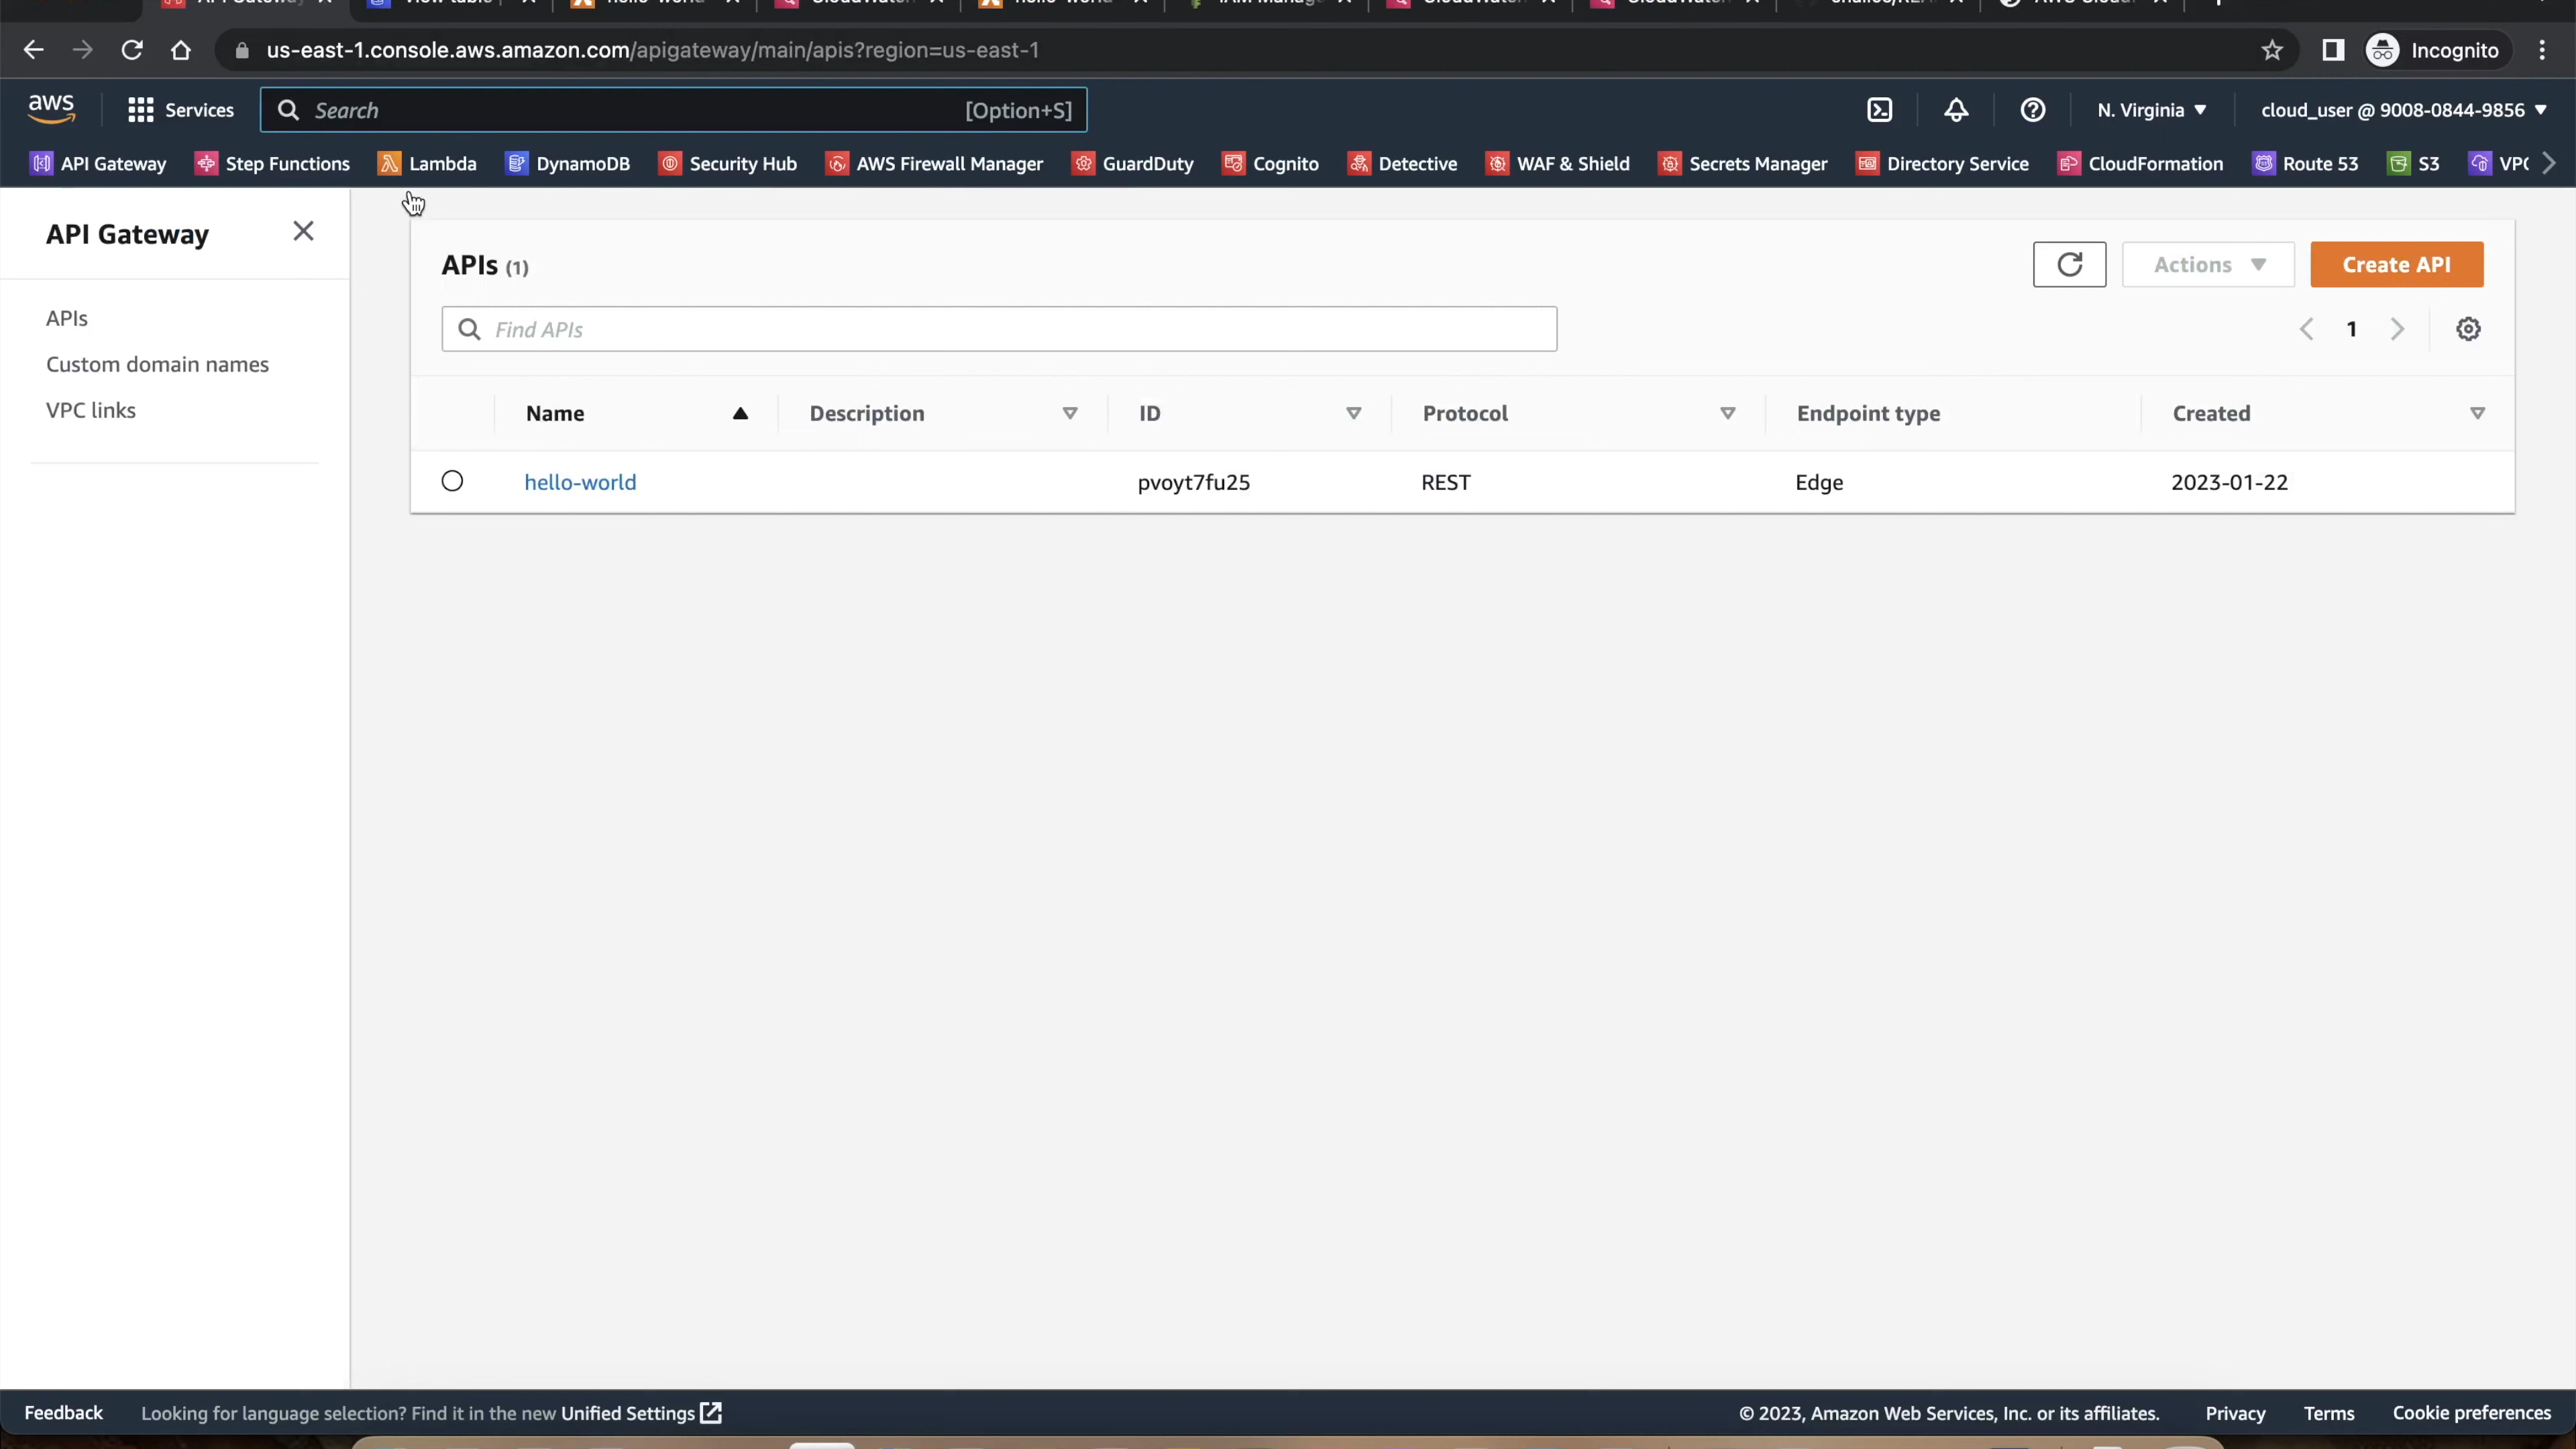 us-east-1.console.aws.amazon.com/apigateway/main/apis?region=us-east-1
Incognito
aws
Services
Search
[Option+S]
N. Virginia
cloud_user @ 9008-0844-9856
API Gateway
Step Functions
Lambda
DynamoDB
Security Hub
AWS Firewall Manager
GuardDuty
Cognito
Detective
WAF & Shield
Secrets Manager
Directory Service
CloudFormation
Route 53
S3
API Gateway
APIs
Custom domain names
VPC links
APIs (1)
Actions
Create API
Find APIs
1
Name Description ID Protocol Endpoint type Created
hello-world pvoyt7fu25 REST Edge 2023-01-22
Feedback
Looking for language selection? Find it in the new Unified Settings
© 2023, Amazon Web Services, Inc. or its affiliates.
Privacy
Terms
Cookie preferences